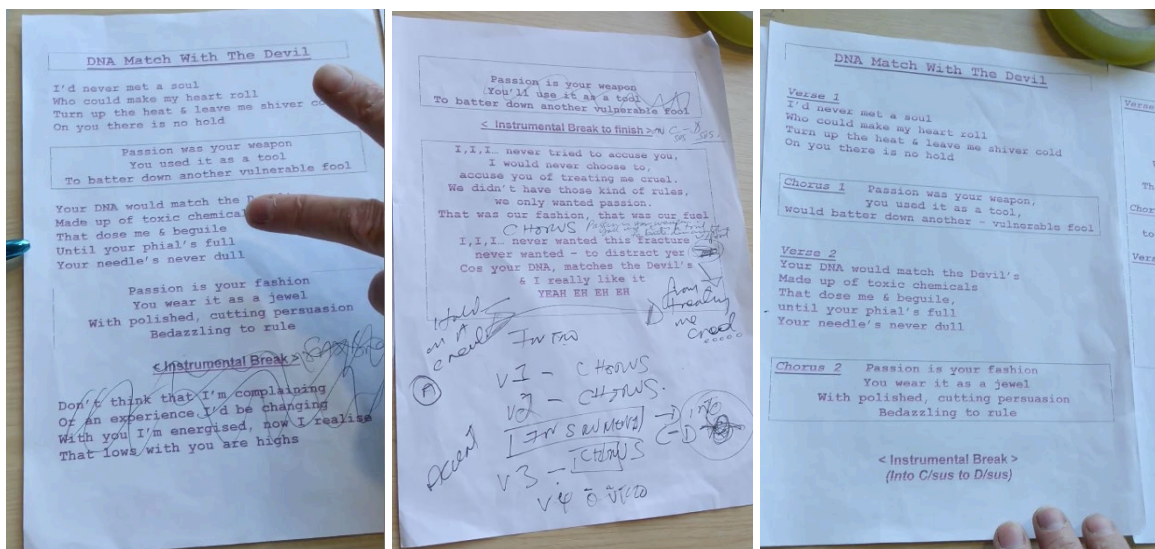 DNA Match With The Devil
I'd never met a soul
Who could make my heart roll
Turn up the heat & leave me shiver
On you there is no hold
Passion was your weapon
You used it as a tool
To batter down another vulnerable fool
Your DNA would match the
Made up of toxic chemical
That dose me & beguile
Until your phial's full
Your needle's never dull
Passion is your fashion
You wear it as a jewel
With polished, cutting persuasion
Bedazzling to rule
< Instrumental Break >
Don't think that I'm complaining
Or an experience I'd be changing
With you I'm energised, now I realise
That lows with you are highs
Passion is your weapon
You'll use it as a tool
To batter down another vulnerable fool
< Instrumental Break to finish >
I,I,I… never tried to accuse you,
I would never choose to,
accuse you of treating me cruel.
We didn't have those kind of rules,
we only wanted passion.
That was our fashion, that was our fuel
CHORUS
I,I,I… never wanted this fracture
never wanted - to distract yer
Cos your DNA, matches the Devil's
& I really like it
YEAH EH EH EH
treating
me
Hold
on A
INTRO
A
V1 - CHORUS
V2 - CHORUS.
C-D
V3 - CHORUS
V4
DNA Match With The Devil
Verse 1
I'd never met a soul
Who could make my heart roll
Turn up the heat & leave me shiver cold
On you there is no hold
Chorus 1 Passion was your weapon,
you used it as a tool,
would batter down another - vulnerable fool
Verse 2
Your DNA would match the Devil's
Made up of toxic chemicals
That dose me & beguile,
until your phial's full
Your needle's never dull
Chorus 2 Passion is your fashion
You wear it as a jewel
With polished, cutting persuasion
Bedazzling to rule
< Instrumental Break >
(Into C/sus to D/sus)
Verse
Th
Chor
to
Vers